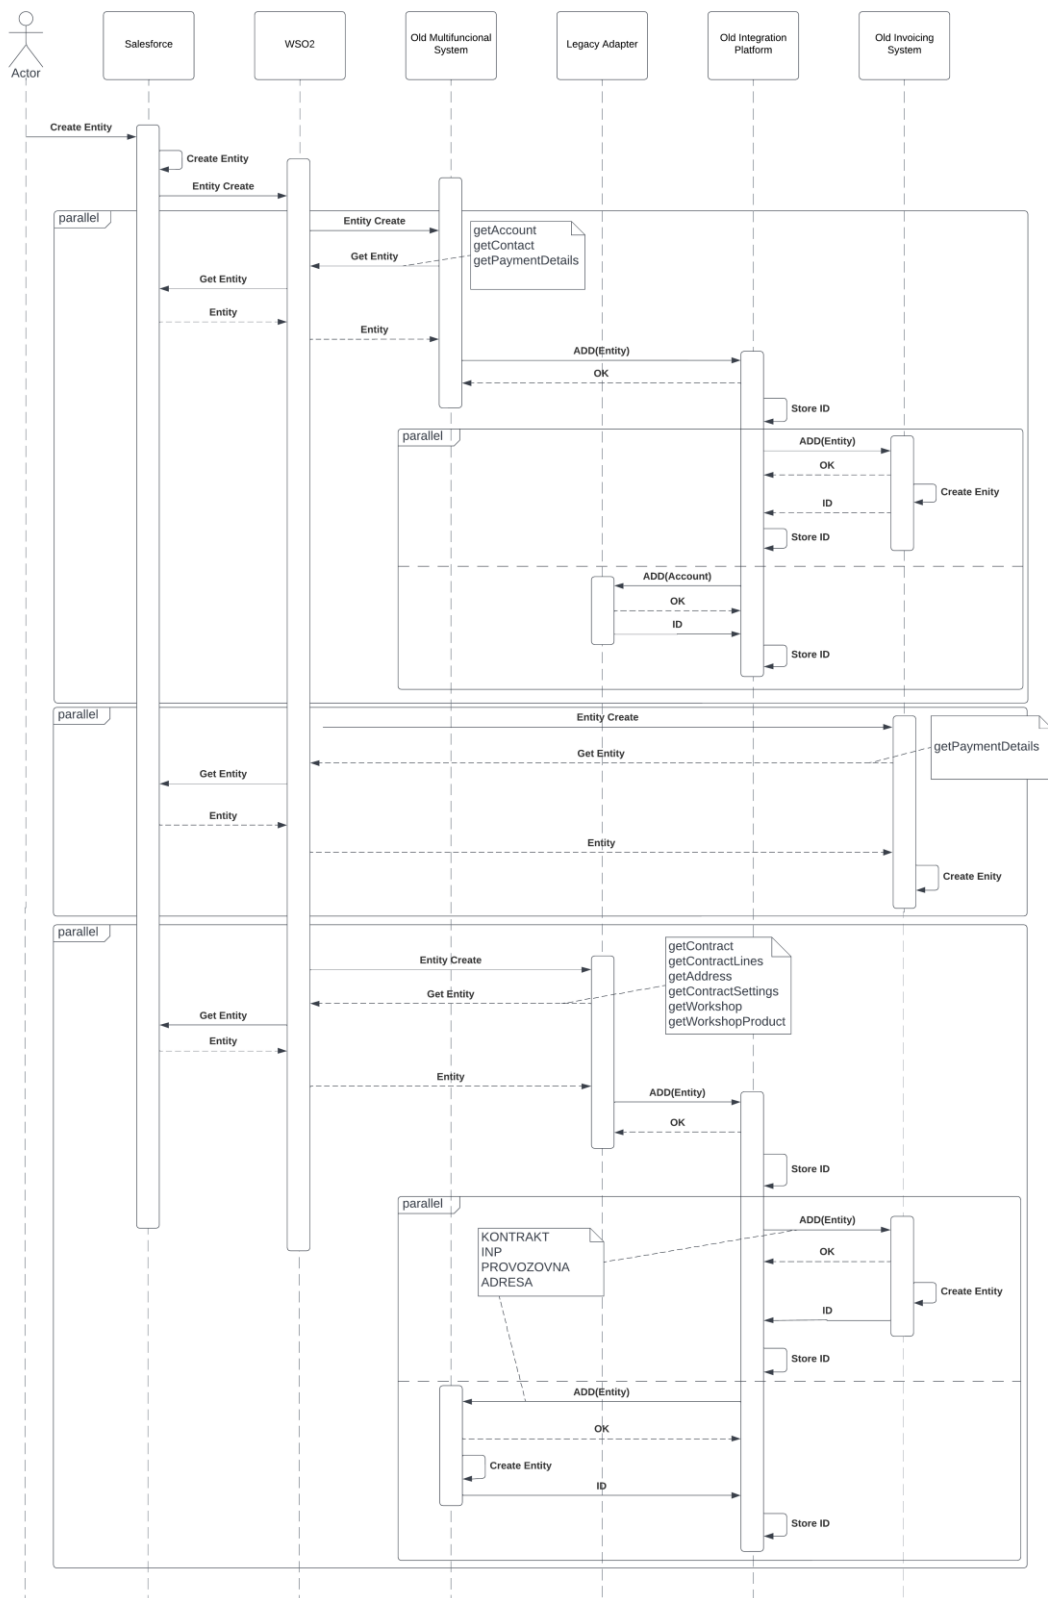 Actor
Salesforce
WSO2
Old Multifuncional
System
Legacy Adapter
Old Integration
Platform
Old Invoicing
System
Create Entity
Create Entity
Entity Create
parallel
Entity Create
getAccount
getContact
getPaymentDetails
Get Entity
Get Entity
Entity
Entity
ADD(Entity)
OK
Store ID
parallel
ADD(Entity)
OK
Create Enity
ID
Store ID
ADD(Account)
OK
ID
Store ID
parallel
Entity Create
getPaymentDetails
Get Entity
Get Entity
Entity
Entity
Create Enity
parallel
getContract
getContractLines
getAddress
getContractSettings
getWorkshop
getWorkshopProduct
Entity Create
Get Entity
Get Entity
Entity
Entity
ADD(Entity)
OK
Store ID
parallel
ADD(Entity)
KONTRAKT
INP
PROVOZOVNA
ADRESA
OK
Create Entity
ID
Store ID
ADD(Entity)
OK
Create Entity
ID
Store ID